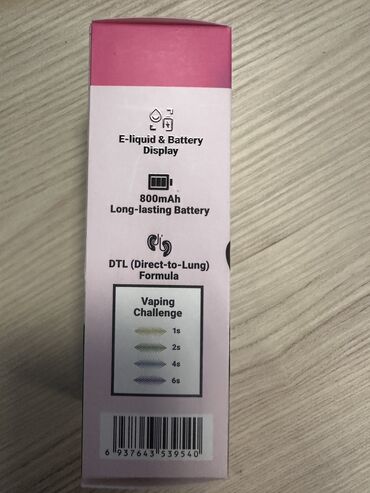 E-liquid & Battery
Display
800mAh
Long-lasting Battery
DTL (Direct-to-Lung)
Formula
Vaping
Challenge
1s
2s
4s
6s
6 937643 539540